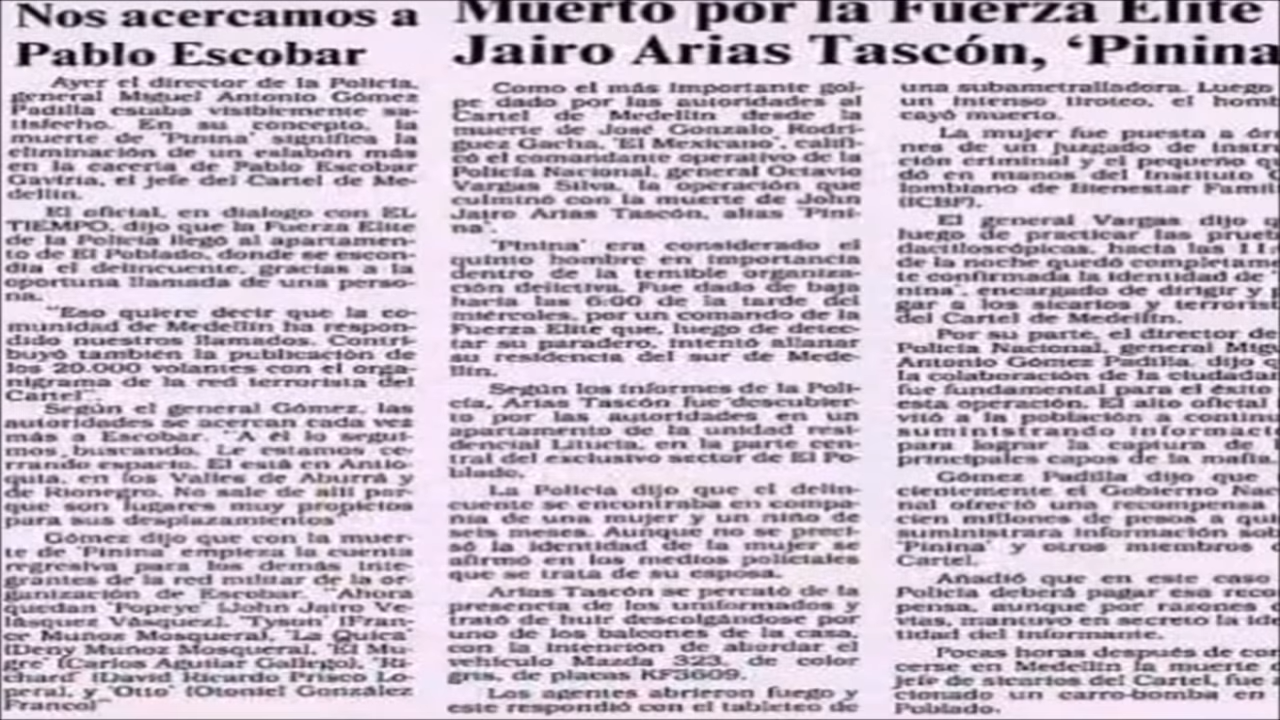 Nos acercamos a
Pablo Escobar
Ayer el director de la Policía,
general Miguel Antonio Gómez
Padilla estaba visiblemente sa-
tisfecho. En su concepto, la
muerte de 'Pinina' significa la
eliminación de un eslabón más
en la cacería de Pablo Escobar
Gaviria, el jefe del Cartel de Me-
dellín.
El oficial, en dialogo con EL
TIEMPO, dijo que la Fuerza Elite
de la Policía llegó al apartamen-
to de El Poblado, donde se escon-
día el delincuente, gracias a la
oportuna llamada de una perso-
na.
"Eso quiere decir que la co-
munidad de Medellín ha respon-
dido nuestros llamados. Contri-
buyó también la publicación de
los 20.000 volantes con el orga-
nigrama de la red terrorista del
Cartel".
Según el general Gómez, las
autoridades se acercan cada vez
más a Escobar. "A él lo segui-
mos buscando. Le estamos ce-
rrando espacio. El está en Antio-
quia, en los Valles de Aburrá y
de Rionegro. No sale de allí por-
que son lugares muy propicios
para sus desplazamientos"
Gómez dijo que con la muer-
te de 'Pinina' empieza la cuenta
regresiva para los demás inte-
grantes de la red militar de la or-
ganización de Escobar. "Ahora
quedan 'Popeye' (John Jairo Ve-
lásquez Vásquez), 'Tyson' (Fran-
ce Muñoz Mosquera), 'La Quica'
(Deny Muñoz Mosquera), 'El Mu-
gre' (Carlos Aguilar Gallego), 'Ri-
chard' (David Ricardo Prisco Lo-
pera), y 'Otto' (Otoniel González
Franco)"
Muerto por la Fuerza Elite
Jairo Arias Tascón, 'Pinina
Como el más importante gol-
pe dado por las autoridades al
Cartel de Medellín desde la
muerte de José Gonzalo Rodrí-
guez Gacha, 'El Mexicano', califi-
có el comandante operativo de la
Policía Nacional, general Octavio
Vargas Silva, la operación que
culminó con la muerte de John
Jairo Arias Tascón, alias 'Pini-
na'.
'Pinina' era considerado el
quinto hombre en importancia
dentro de la temible organiza-
ción delictiva. Fue dado de baja
hacia las 6:00 de la tarde del
miércoles, por un comando de la
Fuerza Elite que, luego de detec-
tar su paradero, intentó allanar
su residencia del sur de Mede-
llín.
Según los informes de la Poli-
cía, Arias Tascón fue descubier-
to por las autoridades en un
apartamento de la unidad resi-
dencial Litucia, en la parte cen-
tral del exclusivo sector de El Po-
blado.
La Policía dijo que el delin-
cuente se encontraba en compa-
ñía de una mujer y un niño de
seis meses. Aunque no se preci-
só la identidad de la mujer se
afirmó en los medios policiales
que se trata de su esposa.
Arias Tascón se percató de la
presencia de los uniformados y
trató de huir descolgándose por
uno de los balcones de la casa,
con la intención de abordar el
vehículo Mazda 323, de color
gris, de placas KF3609.
Los agentes abrieron fuego y
este respondió con el tableteo de
una subametralladora. Luego
un intenso tiroteo, el homb
cayó muerto.
La mujer fue puesta a órde
nes de un juzgado de instru
ción criminal y el pequeño qu
dó en manos del Instituto C
lombiano de Bienestar Famil
(ICBF).
El general Vargas dijo q
luego de practicar las prueb
dactiloscópicas, hacia las 11:
de la noche quedó completame
te confirmada la identidad de '
nina', encargado de dirigir y p
gar a los sicarios y terroris
del Cartel de Medellín.
Por su parte, el director de
Policía Nacional, general Migu
Antonio Gómez Padilla, dijo q
la colaboración de la ciudadan
fue fundamental para el éxito
esta operación. El alto oficial
vitó a la población a continu
suministrando informaci
para lograr la captura de
principales capos de la mafia.
Gómez Padilla dijo que
cientemente el Gobierno Nac
nal ofreció una recompensa
cien millones de pesos a qui
suministrara información sob
'Pinina' y otros miembros d
Cartel.
Añadió que en este caso
Policía deberá pagar esa reco
pensa, aunque por razones
vias, mantuvo en secreto la ide
tidad del informante.
Pocas horas después de con
cerse en Medellín la muerte
jefe de sicarios del Cartel, fue
cionado un carro-bomba en
Poblado.